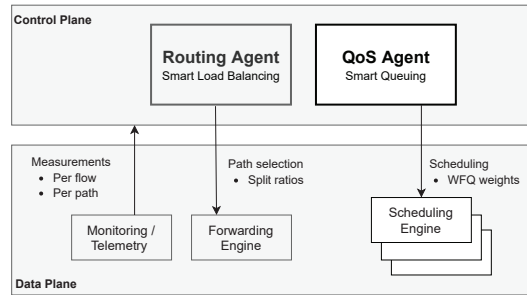 Control Plane
Routing Agent
Smart Load Balancing
QoS Agent
Smart Queuing
Measurements
• Per flow
• Per path
Path selection
• Split ratios
Scheduling
• WFQ weights
Monitoring /
Telemetry
Forwarding
Engine
Scheduling
Engine
Data Plane